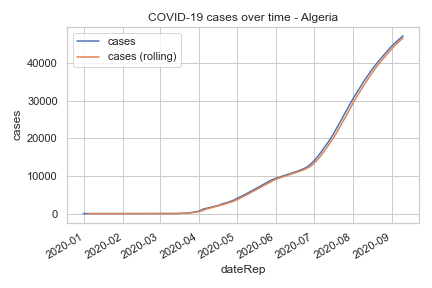 COVID-19 cases over time - Algeria
cases
cases (rolling)
cases
40000
30000
20000
10000
0
2020-01
2020-02
2020-03
2020-04
2020-05
2020-06
2020-07
2020-08
2020-09
dateRep